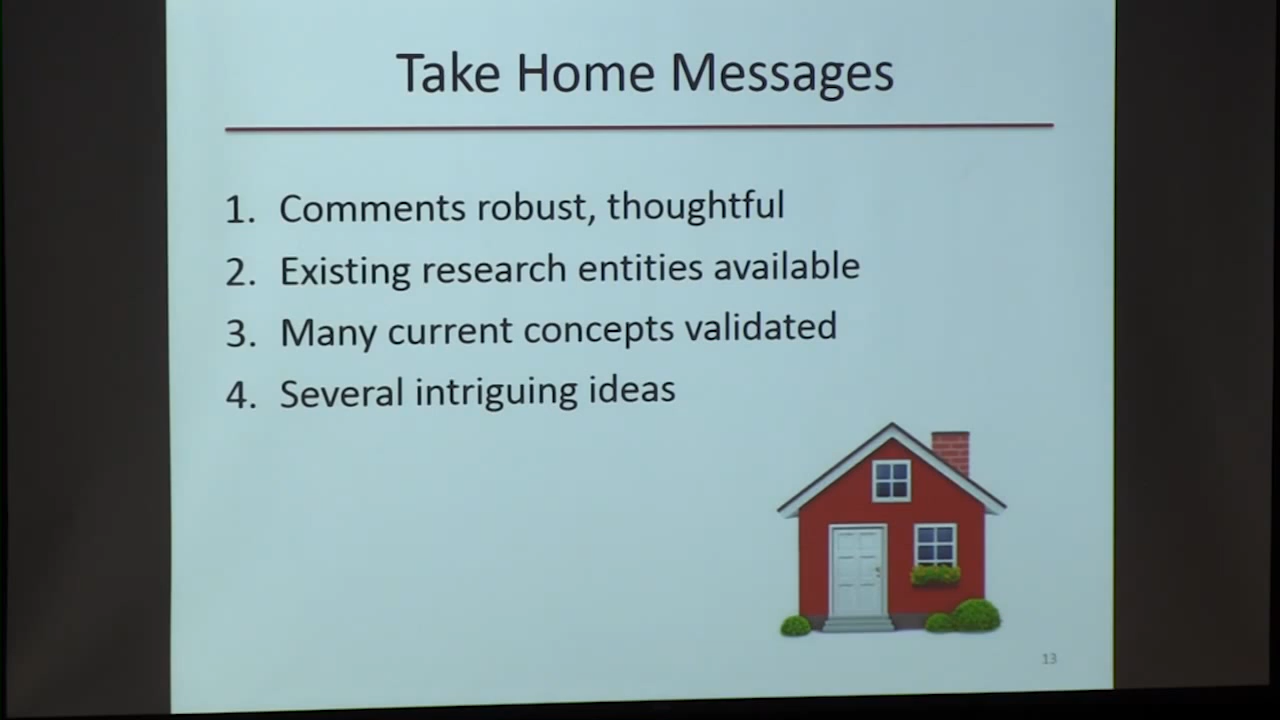 Take Home Messages
1. Comments robust, thoughtful
2. Existing research entities available
3. Many current concepts validated
4. Several intriguing ideas
13